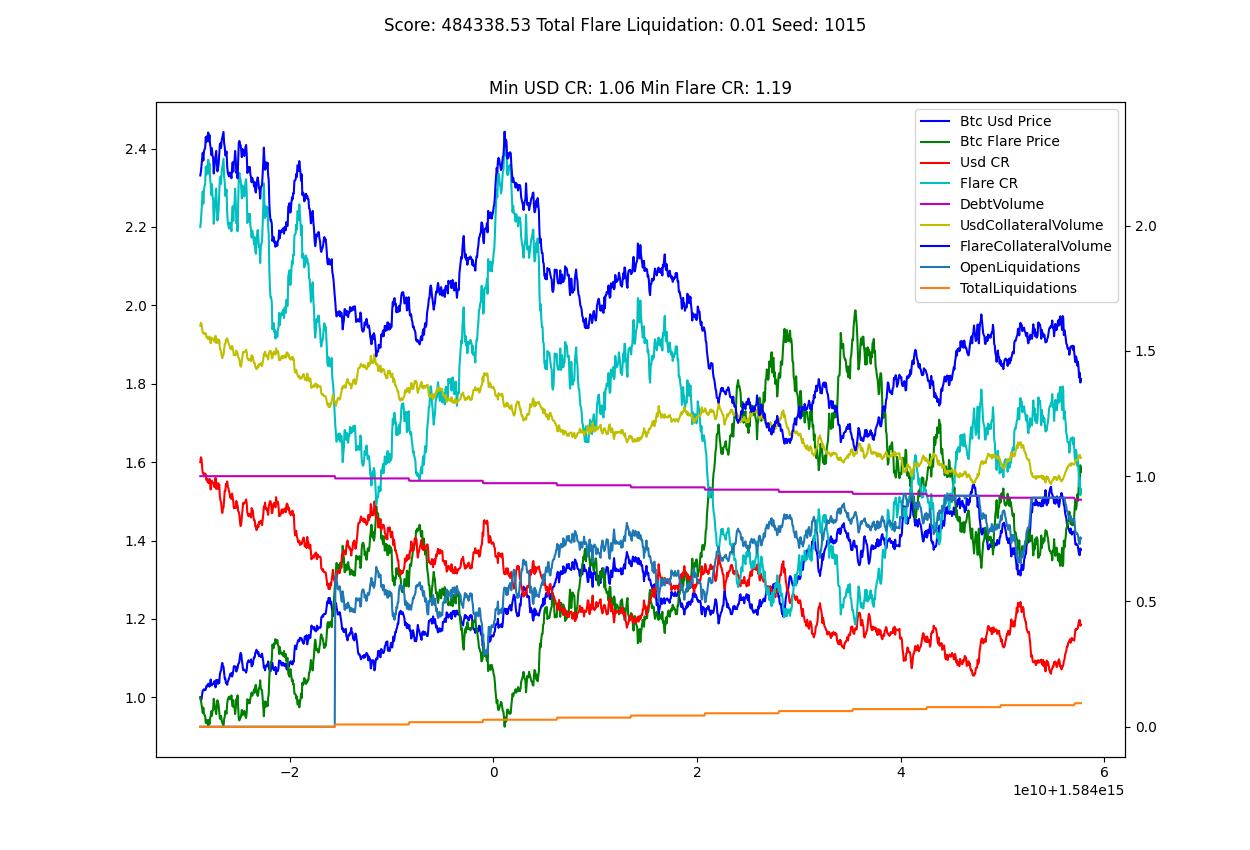 Score: 484338.53 Total Flare Liquidation: 0.01 Seed: 1015
Min USD CR: 1.06 Min Flare CR: 1.19
Btc Usd Price
Btc Flare Price
Usd CR
Flare CR
DebtVolume
UsdCollateralVolume
FlareCollateralVolume
OpenLiquidations
TotalLiquidations
2.4
2.2
2.0
1.8
1.6
1.4
1.2
1.0
2.0
1.5
1.0
0.5
0.0
−2
0
2
4
6
1e10+1.584e15